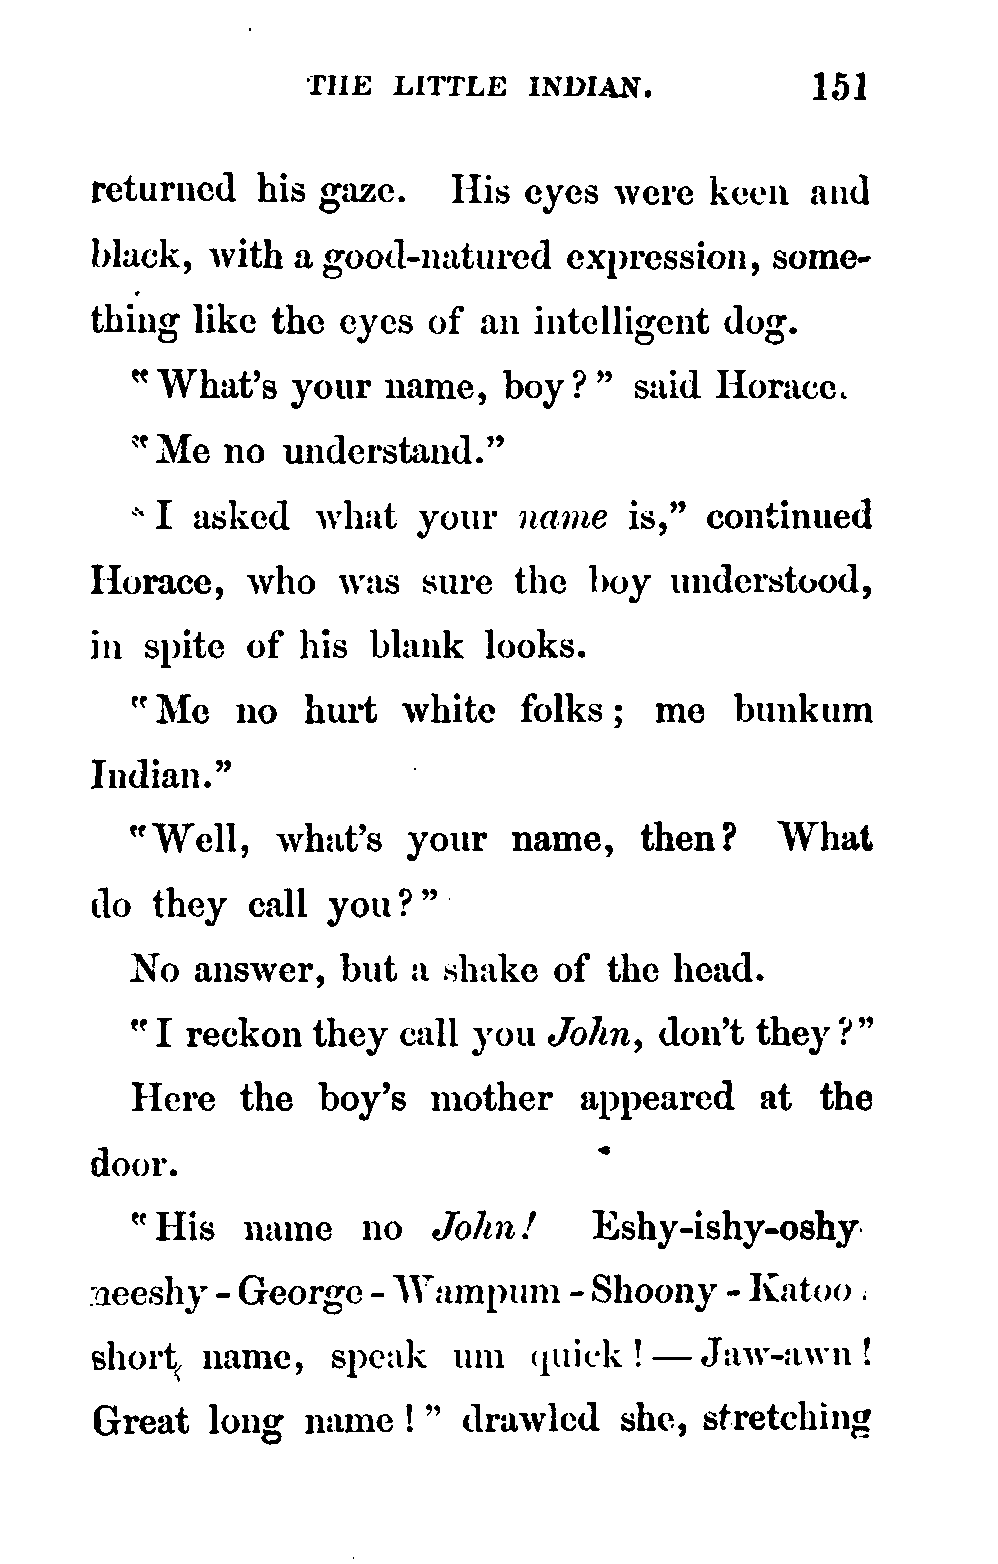 THE LITTLE INDIAN. 151
returned his gaze. His eyes were keen and
black, with a good-natured expression, some-
thing like the eyes of an intelligent dog.
"What's your name, boy?" said Horace.
"Me no understand."
"I asked what your name is," continued
Horace, who was sure the boy understood,
in spite of his blank looks.
"Me no hurt white folks; me bunkum
Indian."
"Well, what's your name, then? What
do they call you?"
No answer, but a shake of the head.
"I reckon they call you John, don't they?"
Here the boy's mother appeared at the
door.
"His name no John! Eshy-ishy-oshy-
neeshy-George-Wampum-Shoony-Katoo;
short name, speak um quick!—Jaw-awn!
Great long name!" drawled she, stretching